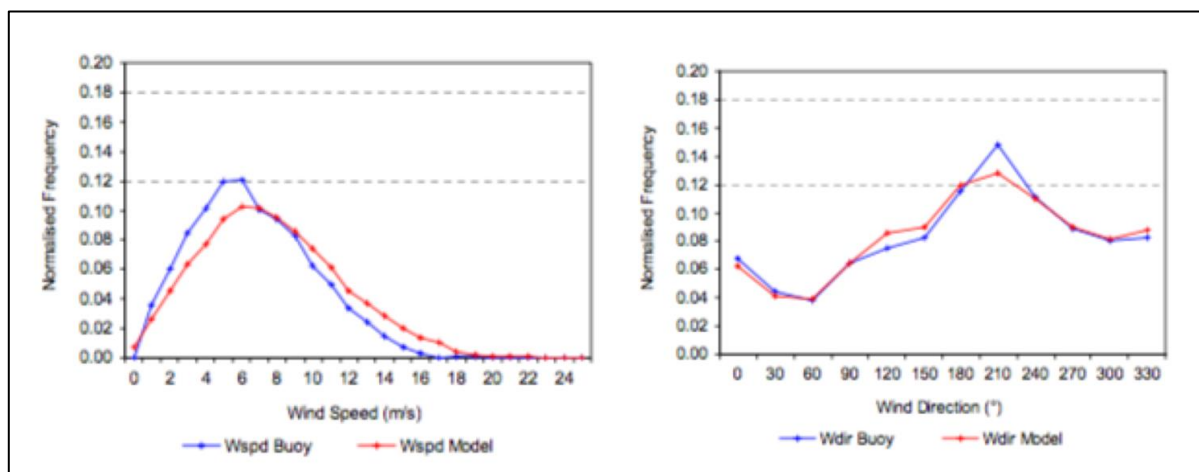 0.20
0.18
0.16
0.14
0.12
0.10
0.08
0.06
0.04
0.02
0.00
Normalised Frequency
0 2 4 6 8 10 12 14 16 18 20 22 24
Wind Speed (m/s)
Wspd Buoy Wspd Model
0.20
0.18
0.16
0.14
0.12
0.10
0.08
0.06
0.04
0.02
0.00
Normalised Frequency
0 30 60 90 120 150 180 210 240 270 300 330
Wind Direction (°)
Wdir Buoy Wdir Model